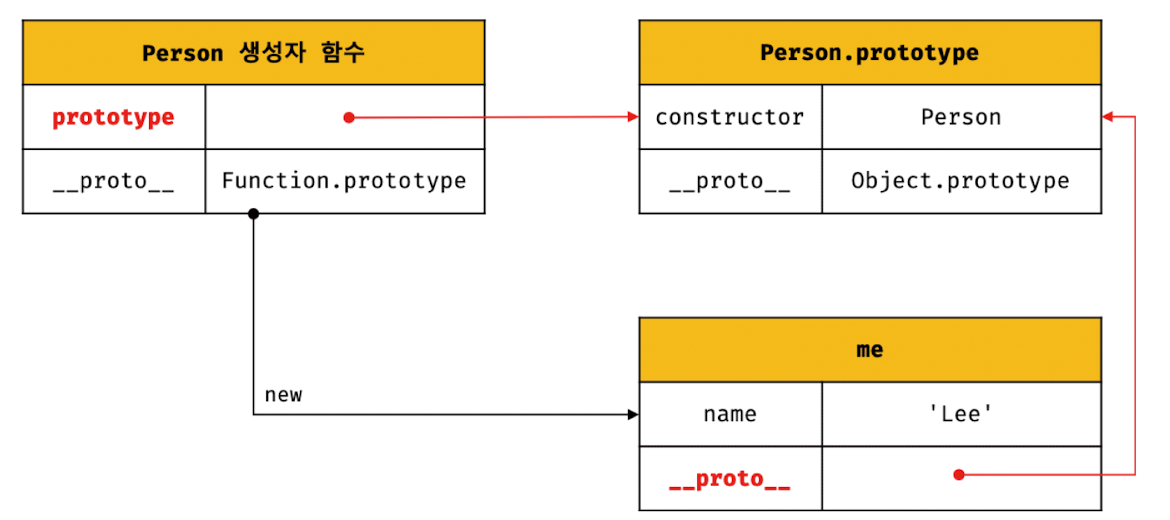 Person 생성자 함수
prototype
__proto__ Function.prototype
Person.prototype
constructor Person
__proto__ Object.prototype
new
me
name 'Lee'
__proto__